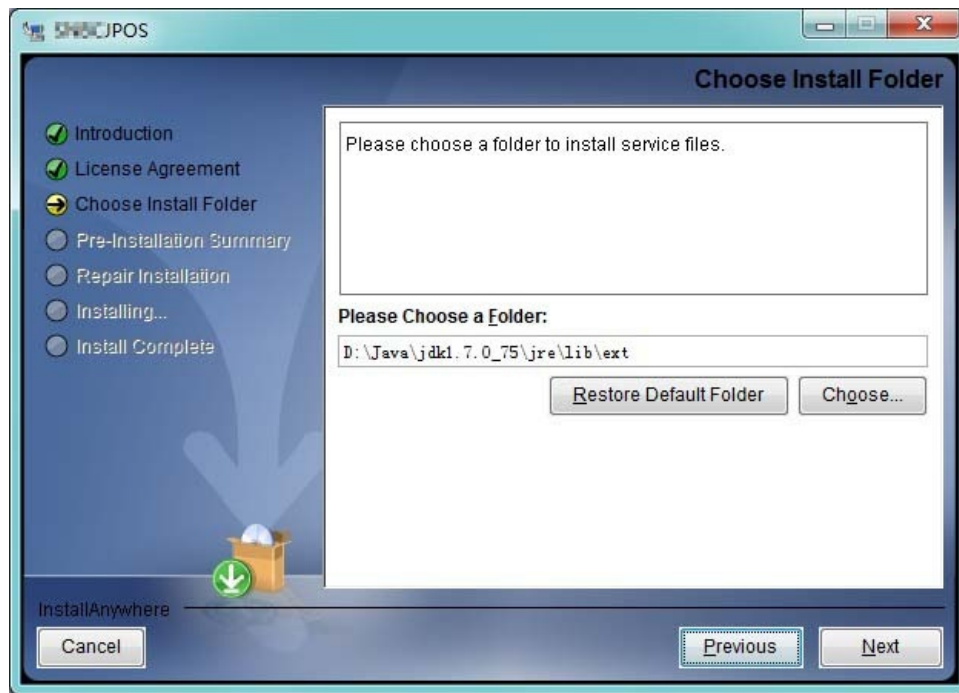 JPOS
Choose Install Folder
Introduction
License Agreement
Choose Install Folder
Pre-Installation Summary
Repair Installation
Installing...
Install Complete
Please choose a folder to install service files.
Please Choose a Folder:
D:\Java\jdk1.7.0_75\jre\lib\ext
Restore Default Folder
Choose...
InstallAnywhere
Cancel
Previous
Next